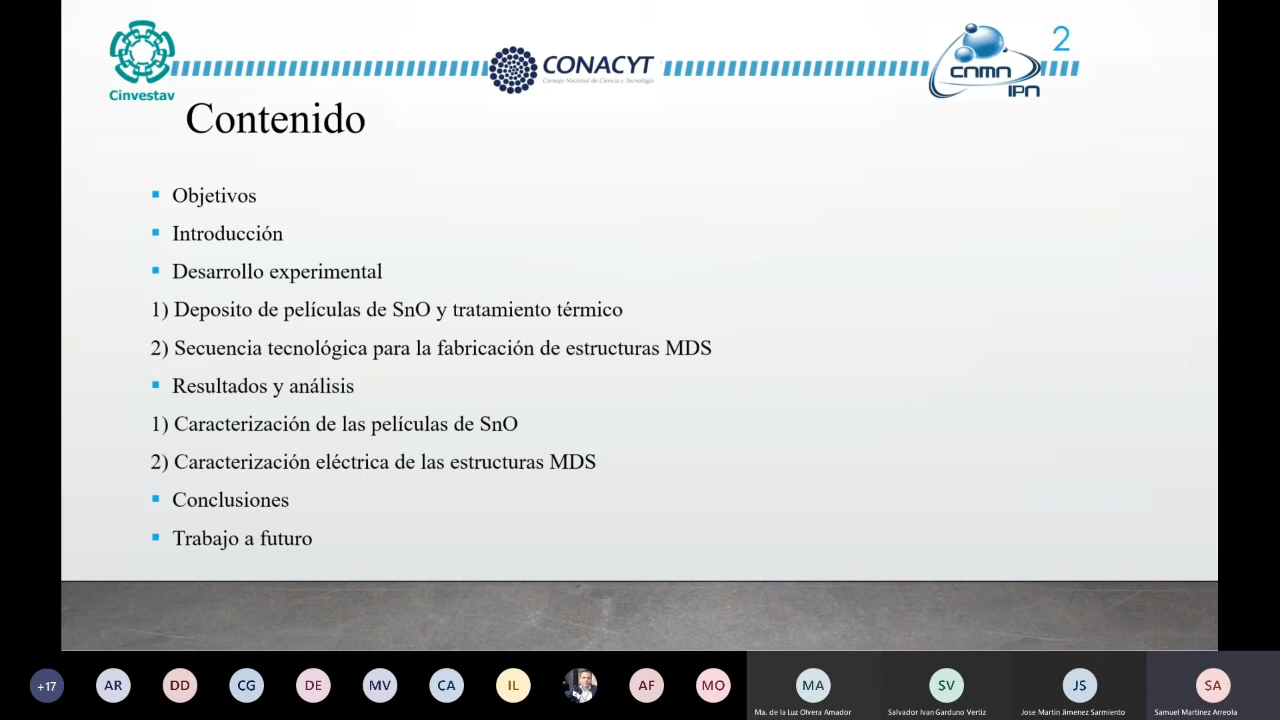 2
Cinvestav
CONACYT
Consejo Nacional de Ciencia y Tecnología
cnmn
IPN
Contenido
Objetivos
Introducción
Desarrollo experimental
1) Deposito de películas de SnO y tratamiento térmico
2) Secuencia tecnológica para la fabricación de estructuras MDS
Resultados y análisis
1) Caracterización de las películas de SnO
2) Caracterización eléctrica de las estructuras MDS
Conclusiones
Trabajo a futuro
+17 AR DD CG DE MV CA IL AF MO MA SV JS SA
Ma. de la Luz Olvera Amador Salvador Ivan Garduno Vertiz Jose Martin Jimenez Sarmiento Samuel Martinez Arreola